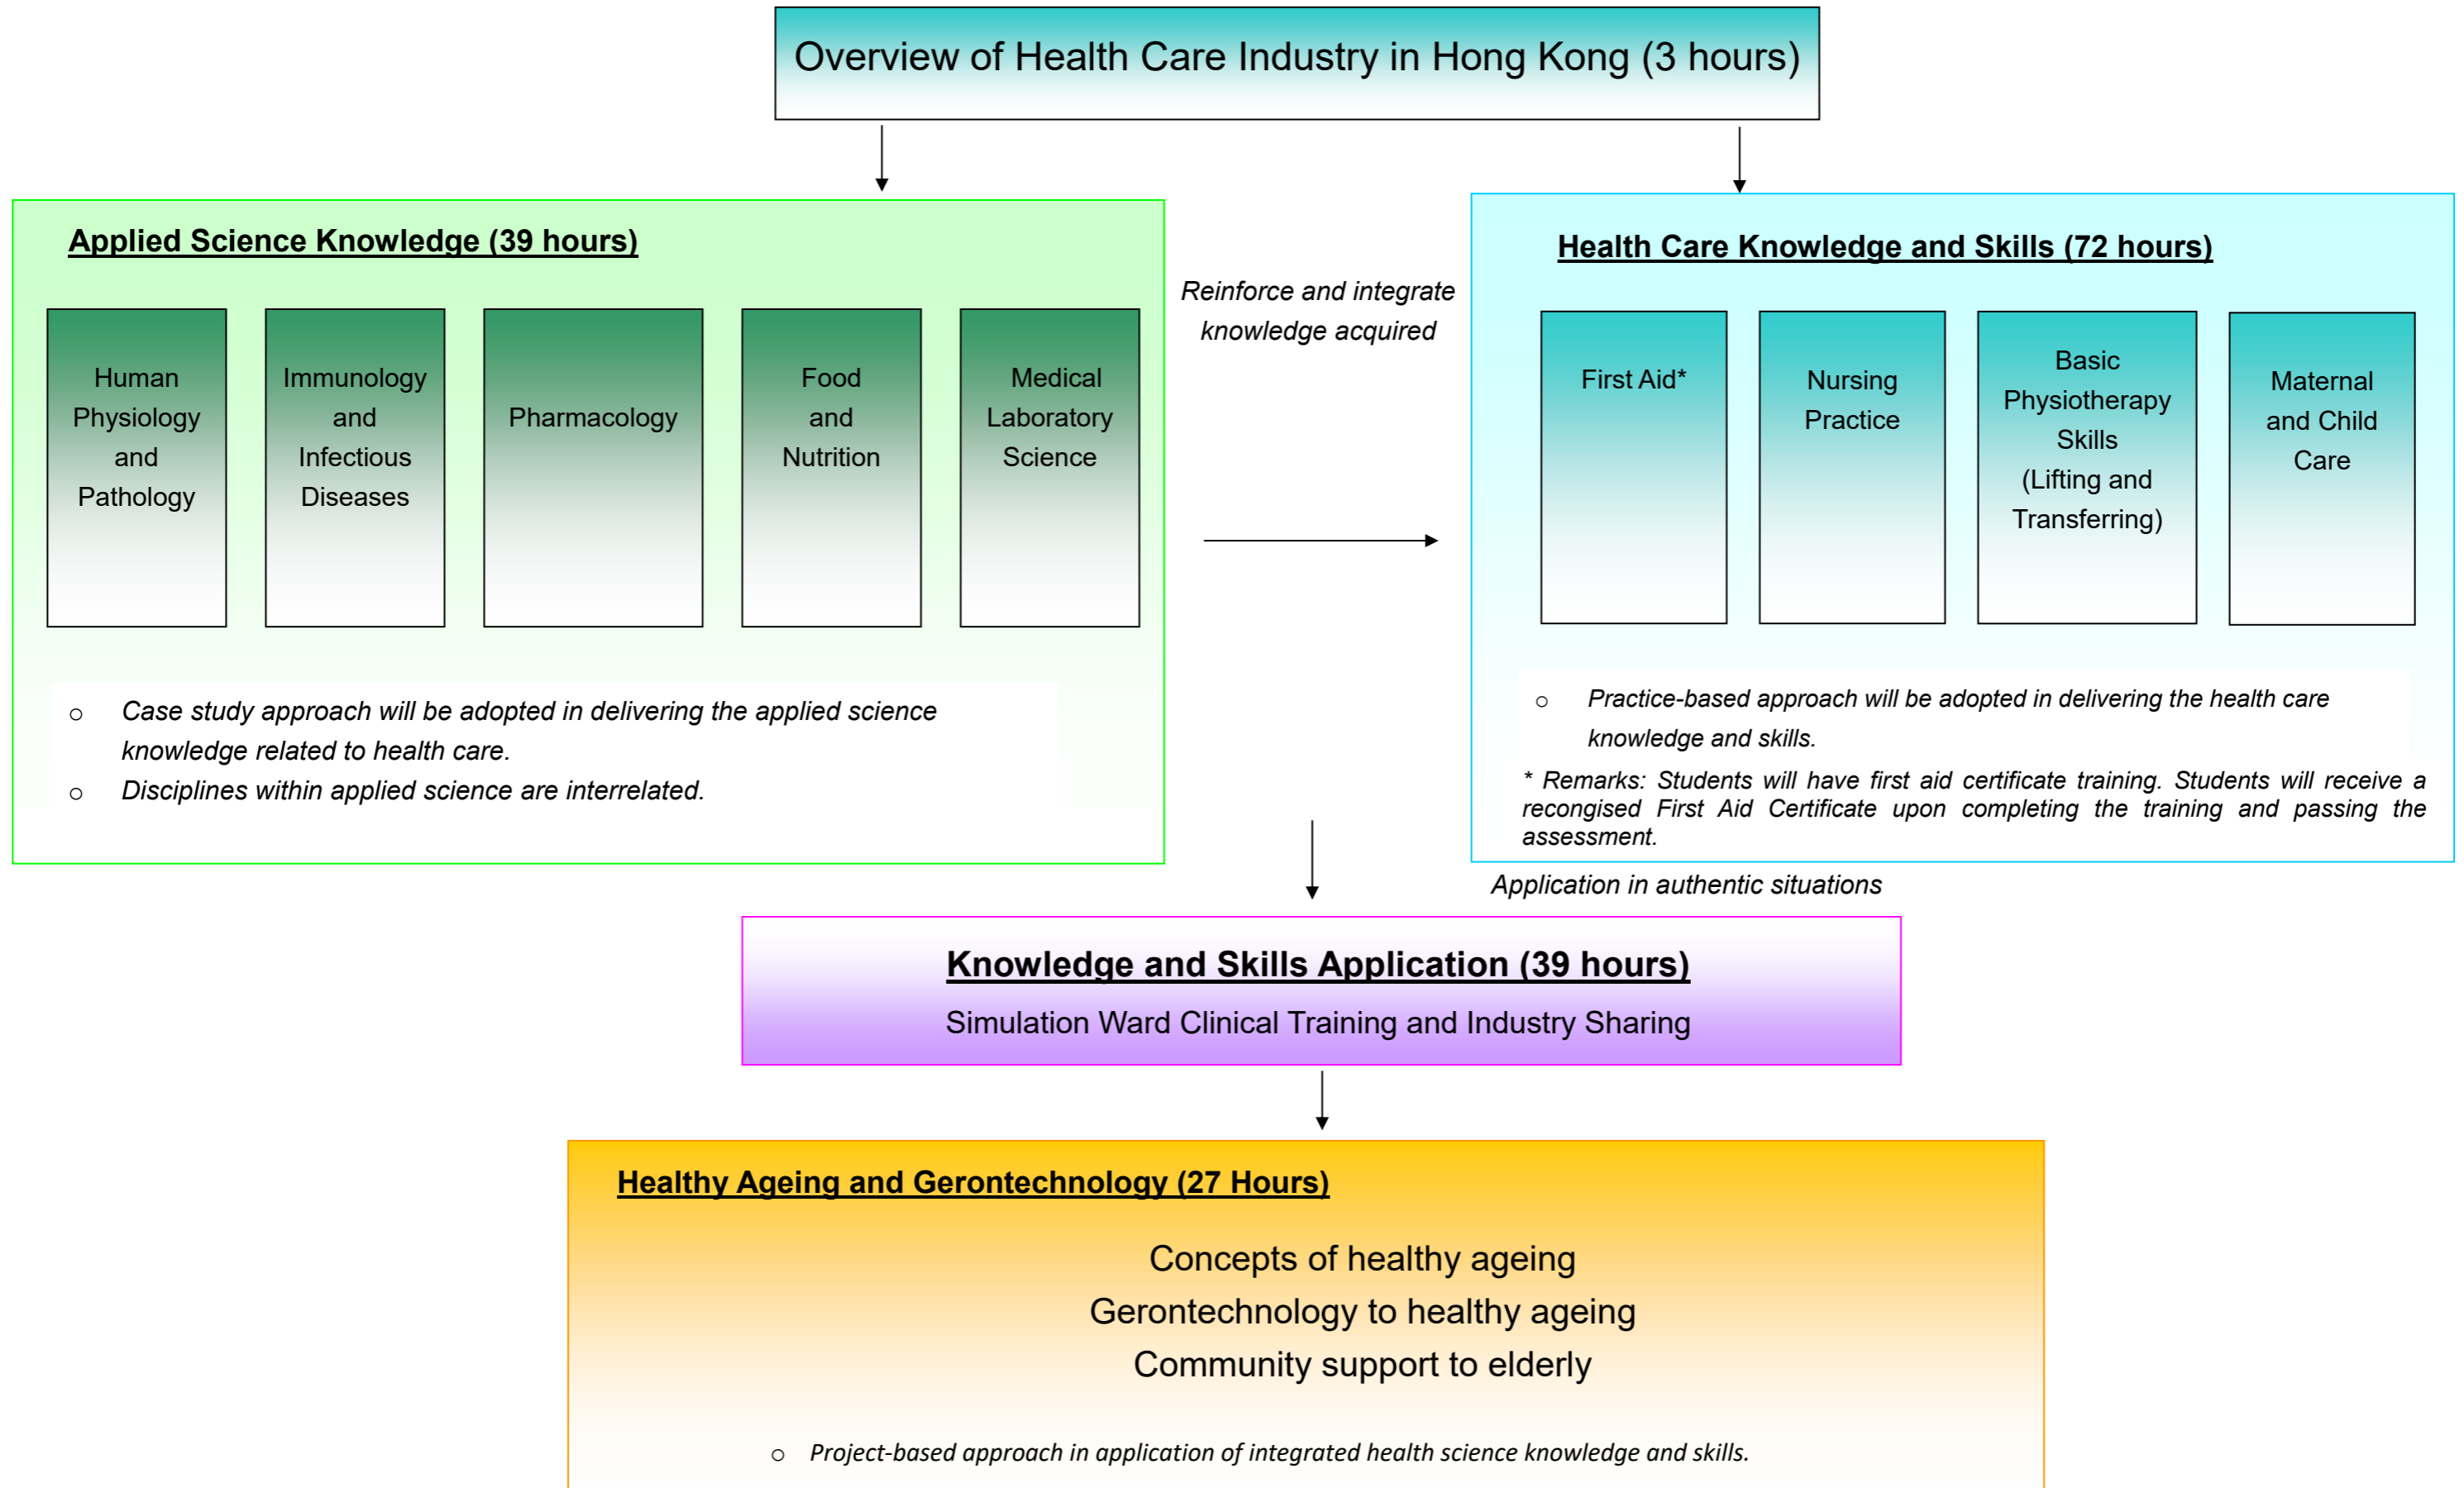 Overview of Health Care Industry in Hong Kong (3 hours)
Applied Science Knowledge (39 hours)
Human
Physiology
and
Pathology
Immunology
and
Infectious
Diseases
Pharmacology
Food
and
Nutrition
Medical
Laboratory
Science
o Case study approach will be adopted in delivering the applied science
knowledge related to health care.
o Disciplines within applied science are interrelated.
Reinforce and integrate
knowledge acquired
Health Care Knowledge and Skills (72 hours)
First Aid*
Nursing
Practice
Basic
Physiotherapy
Skills
(Lifting and
Transferring)
Maternal
and Child
Care
o Practice-based approach will be adopted in delivering the health care
knowledge and skills.
* Remarks: Students will have first aid certificate training. Students will receive a
recongised First Aid Certificate upon completing the training and passing the
assessment.
Application in authentic situations
Knowledge and Skills Application (39 hours)
Simulation Ward Clinical Training and Industry Sharing
Healthy Ageing and Gerontechnology (27 Hours)
Concepts of healthy ageing
Gerontechnology to healthy ageing
Community support to elderly
o Project-based approach in application of integrated health science knowledge and skills.